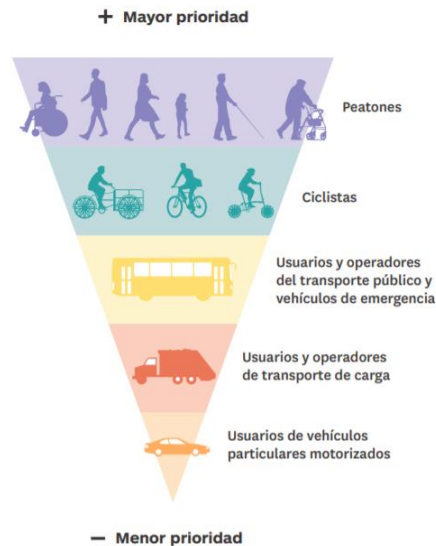 + Mayor prioridad
Peatones
Ciclistas
Usuarios y operadores
del transporte público y
vehículos de emergencia
Usuarios y operadores
de transporte de carga
Usuarios de vehículos
particulares motorizados
− Menor prioridad